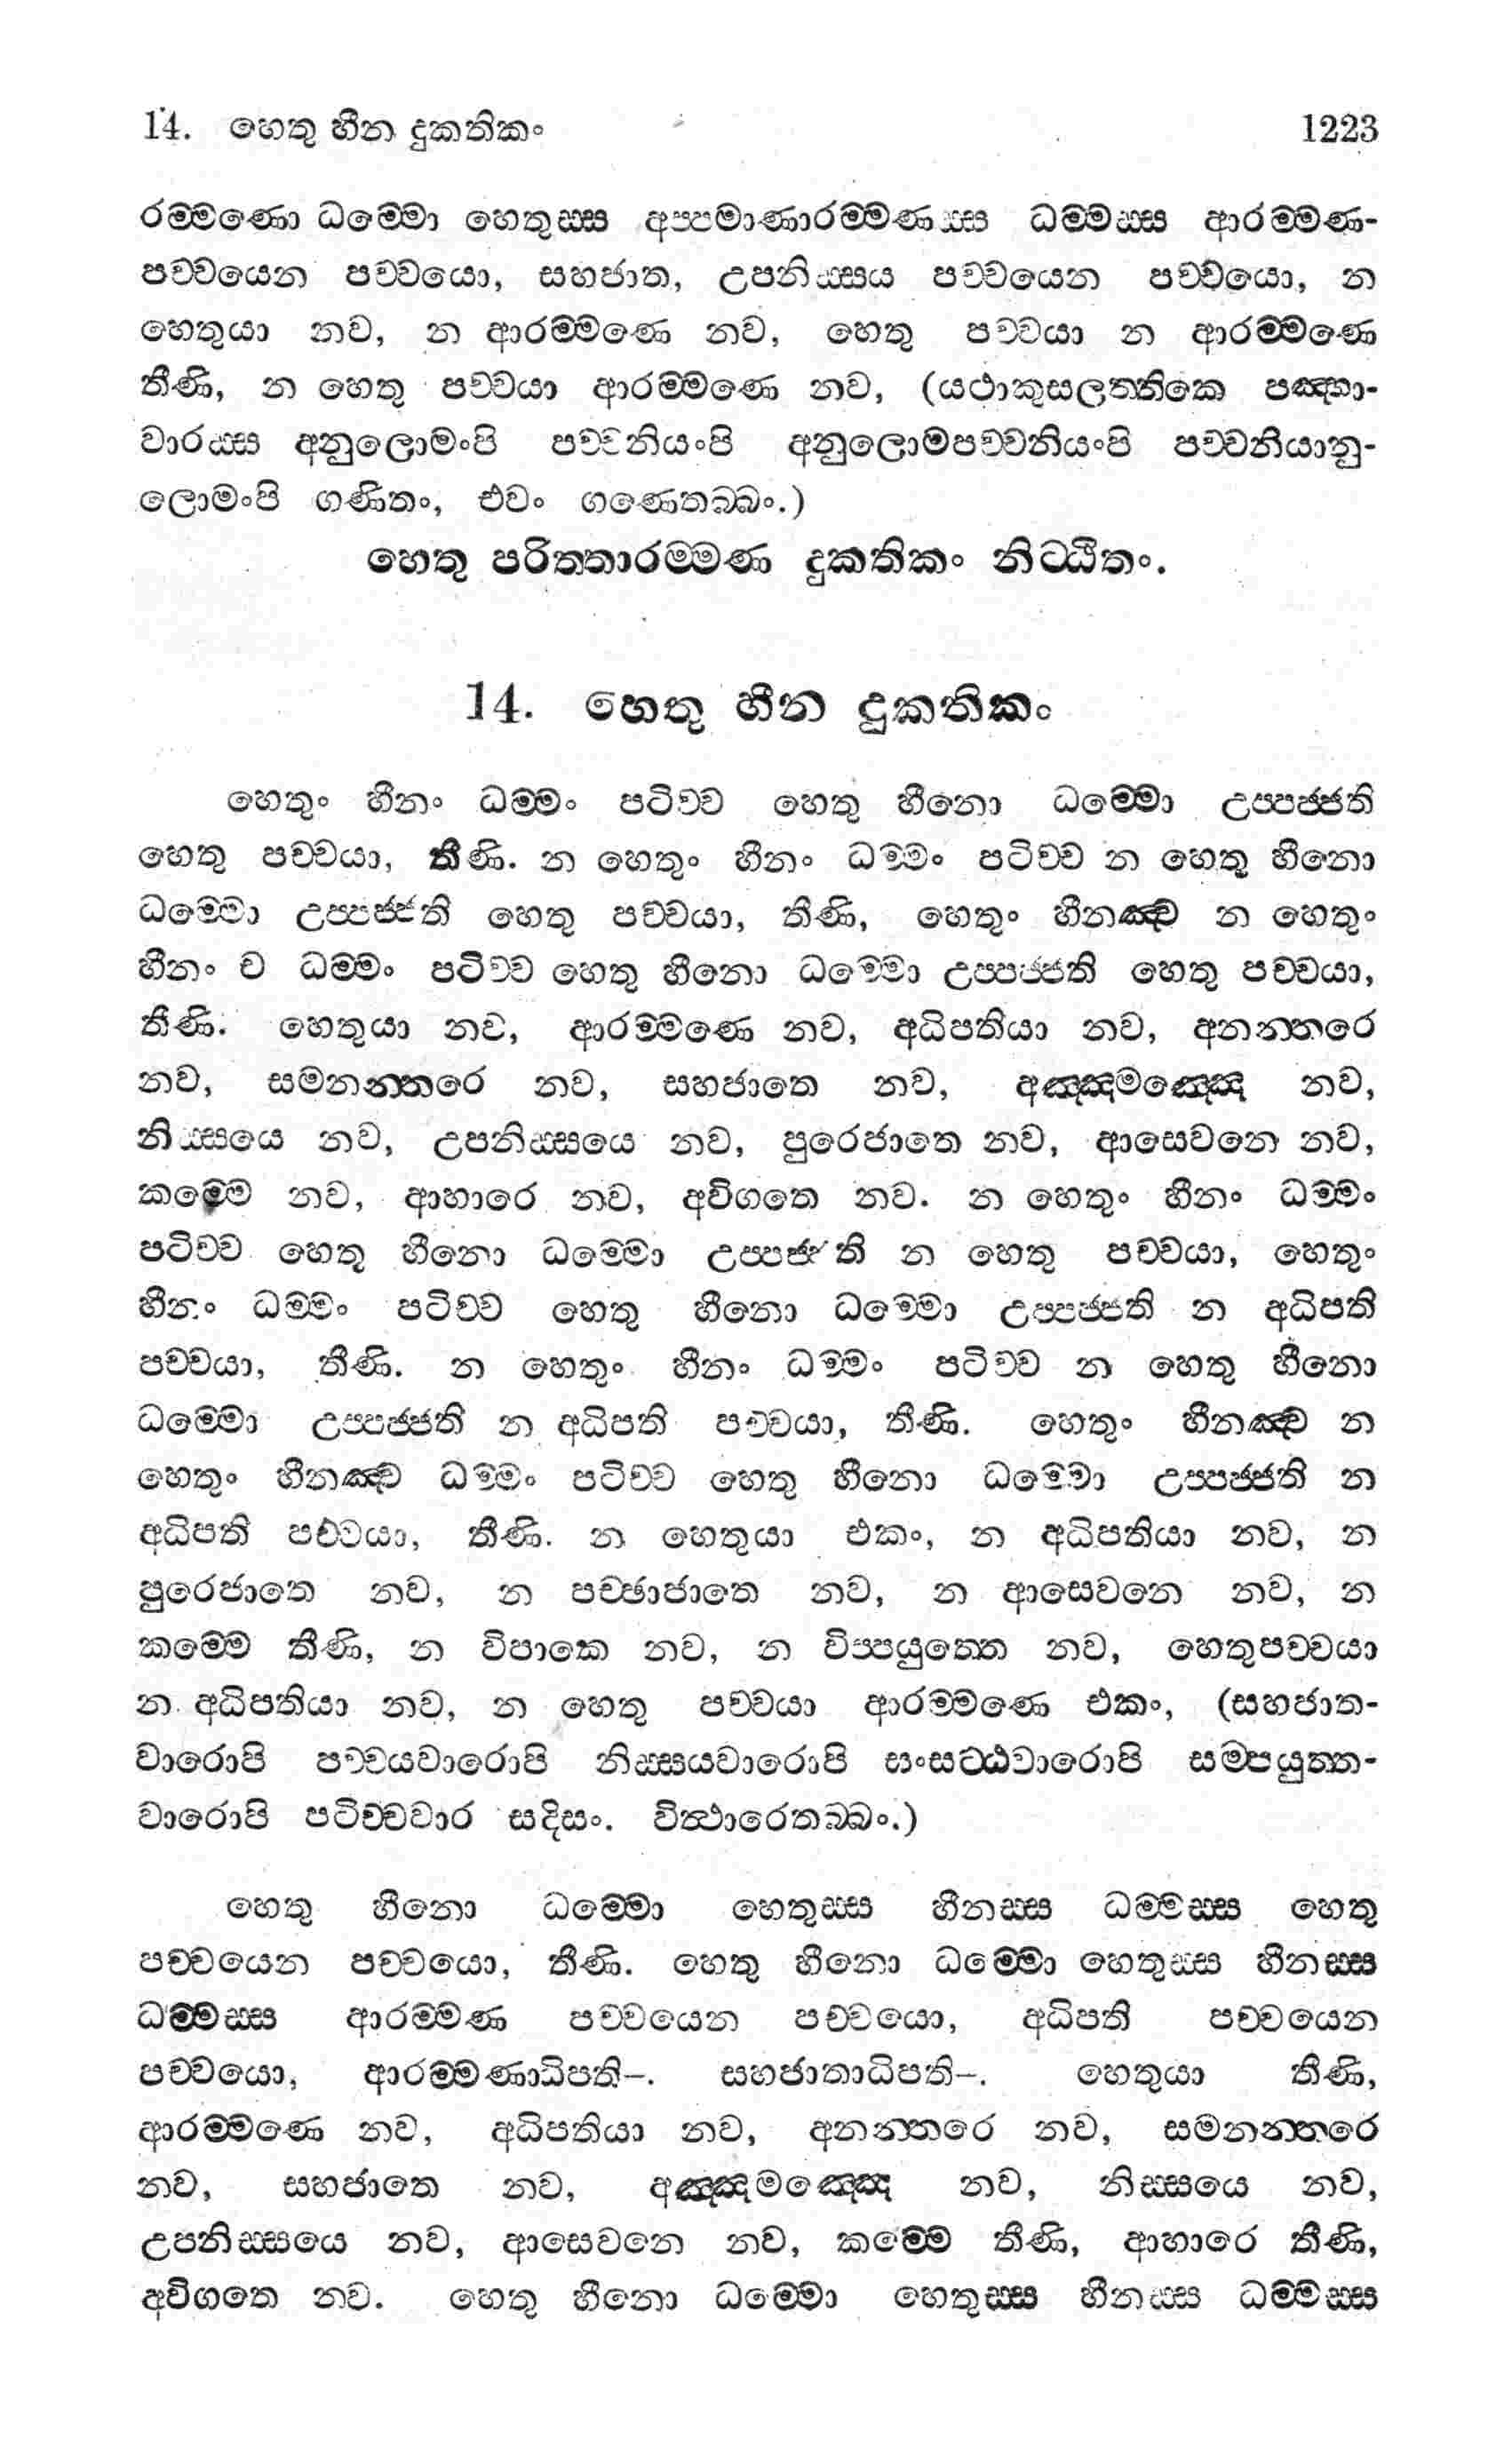 14. හෙතු හීන දුකතිකං 1223
රම්මණො ධම්මො හෙතුස්ස අප්පමාණාරම්මණස්ස ධම්මස්ස ආරම්මණ-
පච්චයෙන පච්චයො, සහජාත, උපනිස්සය පච්චයෙන පච්චයො, න
හෙතුයා නව, න ආරම්මණෙ නව, හෙතු පච්චයා න ආරම්මණෙ
තීණි, න හෙතු පච්චයා ආරම්මණෙ නව, (යථාකුසලත්තිකෙ පඤ්හා-
වාරස්ස අනුලොමංපි පච්චනියංපි අනුලොමපච්චනියංපි පච්චනීයානු-
ලොමංපි ගණිතං, එවං ගණෙතබ්බං.)
හෙතු පරිත්තාරම්මණ දුකතිකං නිට්ඨිතං.
14. හෙතු හීන දුකතිකං
හෙතුං හීනං ධම්මං පටිච්ච හෙතු හීනො ධම්මො උප්පජ්ජති
හෙතු පච්චයා, තීණි. න හෙතුං හීනං ධම්මං පටිච්ච න හෙතු හීනො
ධම්මො උප්පජ්ජති හෙතු පච්චයා, තීණි, හෙතුං හීනඤ්ච න හෙතුං
හීනං ච ධම්මං පටිච්ච හෙතු හීනො ධම්මො උප්පජ්ජති හෙතු පච්චයා,
තීණි. හෙතුයා නව, ආරම්මණෙ නව, අධිපතියා නව, අනන්තරෙ
නව, සමනන්තරෙ නව, සහජාතෙ නව, අඤ්ඤමඤ්ඤෙ නව,
නිස්සයෙ නව, උපනිස්සයෙ නව, පුරෙජාතෙ නව, ආසෙවනෙ නව,
කම්මෙ නව, ආහාරෙ නව, අවිගතෙ නව. න හෙතුං හීනං ධම්මං
පටිච්ච හෙතු හීනො ධම්මො උප්පජ්ජති න හෙතු පච්චයා, හෙතුං
හීනං ධම්මං පටිච්ච හෙතු හීනො ධම්මො උප්පජ්ජති න අධිපති
පච්චයා, තීණි. න හෙතුං හීනං ධම්මං පටිච්ච න හෙතු හීනො
ධම්මො උප්පජ්ජති න අධිපති පච්චයා, තීණි. හෙතුං හීනඤ්ච න
හෙතුං හීනඤ්ච ධම්මං පටිච්ච හෙතු හීනො ධම්මො උප්පජ්ජති න
අධිපති පච්චයා, තීණි. න හෙතුයා එකං, න අධිපතියා නව, න
පුරෙජාතෙ නව, න පච්ඡාජාතෙ නව, න ආසෙවනෙ නව, න
කම්මෙ තීණි, න විපාකෙ නව, න විප්පයුත්තෙ නව, හෙතුපච්චයා
න අධිපතියා නව, න හෙතු පච්චයා ආරම්මණෙ එකං, (සහජාත-
වාරොපි පච්චයවාරොපි නිස්සයවාරොපි සංසට්ඨවාරොපි සම්පයුත්ත-
වාරොපි පටිච්චවාර සදිසං. විත්ථාරෙතබ්බං.)
හෙතු හීනො ධම්මො හෙතුස්ස හීනස්ස ධම්මස්ස හෙතු
පච්චයෙන පච්චයො, තීණි. හෙතු හීනො ධම්මො හෙතුස්ස හීනස්ස
ධම්මස්ස ආරම්මණ පච්චයෙන පච්චයො, අධිපති පච්චයෙන
පච්චයො, ආරම්මණාධිපති–. සහජාතාධිපති–. හෙතුයා තීණි,
ආරම්මණෙ නව, අධිපතියා නව, අනන්තරෙ නව, සමනන්තරෙ
නව, සහජාතෙ නව, අඤ්ඤමඤ්ඤෙ නව, නිස්සයෙ නව,
උපනිස්සයෙ නව, ආසෙවනෙ නව, කම්මෙ තීණි, ආහාරෙ තීණි,
අවිගතෙ නව. හෙතු හීනො ධම්මො හෙතුස්ස හීනස්ස ධම්මස්ස